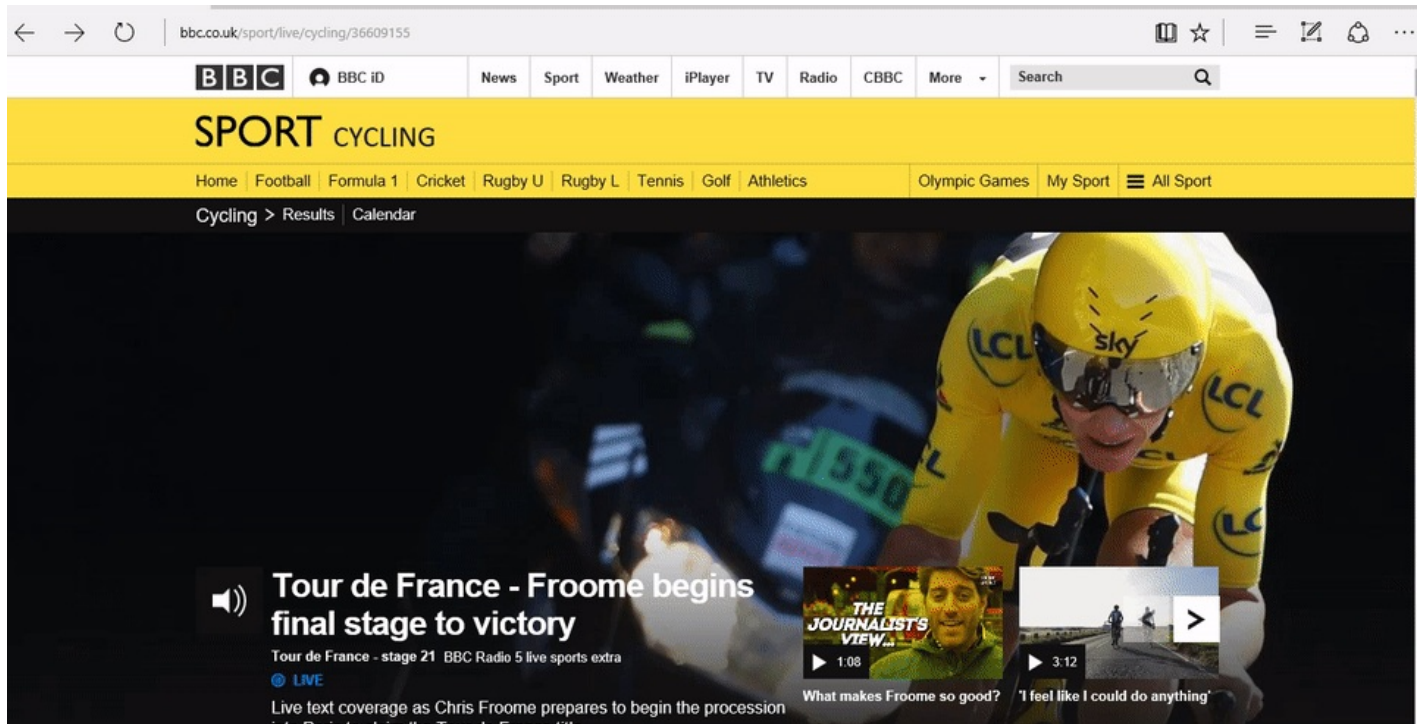 bbc.co.uk/sport/live/cycling/36609155
BBC BBC iD News Sport Weather iPlayer TV Radio CBBC More Search
SPORT CYCLING
Home Football Formula 1 Cricket Rugby U Rugby L Tennis Golf Athletics Olympic Games My Sport All Sport
Cycling > Results Calendar
sky
LCL
LCL
LCL
550
Tour de France - Froome begins
final stage to victory
Tour de France - stage 21 BBC Radio 5 live sports extra
LIVE
Live text coverage as Chris Froome prepares to begin the procession
THE
JOURNALIST'S
VIEW...
1:08
What makes Froome so good?
3:12
'I feel like I could do anything'